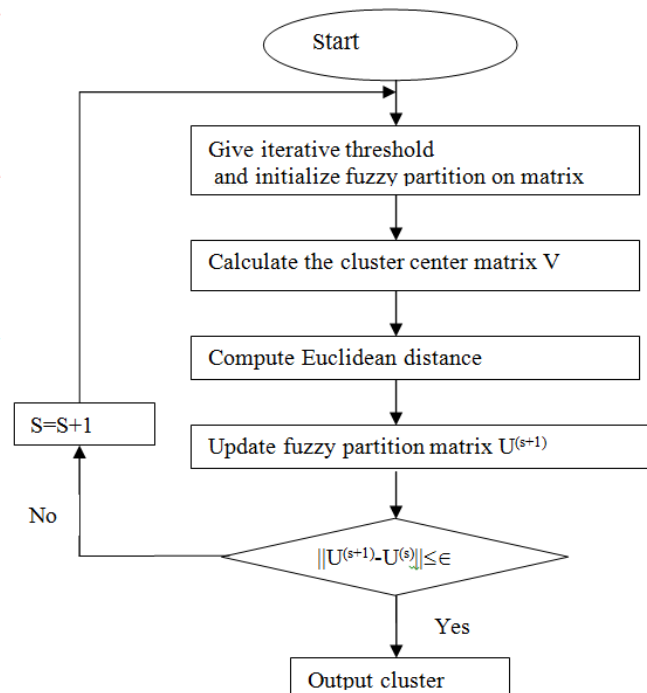 Start
Give iterative threshold
and initialize fuzzy partition on matrix
Calculate the cluster center matrix V
Compute Euclidean distance
S=S+1
Update fuzzy partition matrix U^(s+1)
No
||U^(s+1)-U^(s)||≤∈
Yes
Output cluster